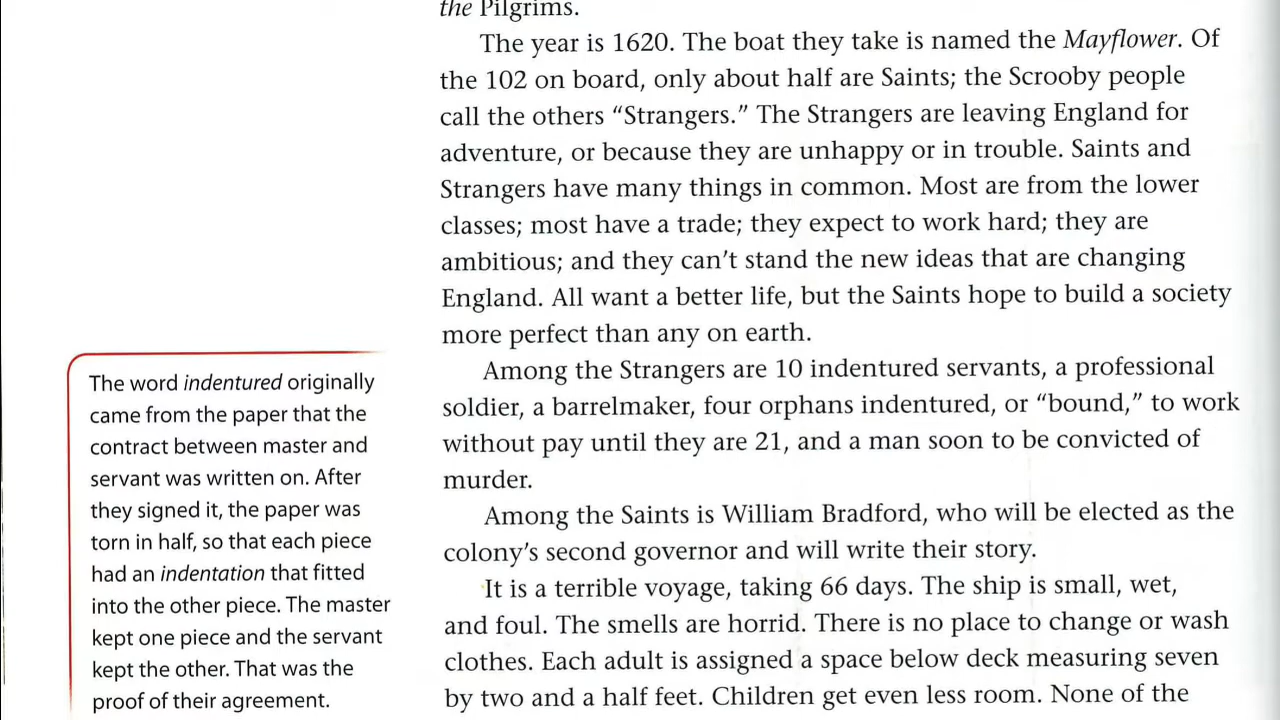 the Pilgrims.
The year is 1620. The boat they take is named the Mayflower. Of
the 102 on board, only about half are Saints; the Scrooby people
call the others “Strangers.” The Strangers are leaving England for
adventure, or because they are unhappy or in trouble. Saints and
Strangers have many things in common. Most are from the lower
classes; most have a trade; they expect to work hard; they are
ambitious; and they can’t stand the new ideas that are changing
England. All want a better life, but the Saints hope to build a society
more perfect than any on earth.
Among the Strangers are 10 indentured servants, a professional
soldier, a barrelmaker, four orphans indentured, or “bound,” to work
without pay until they are 21, and a man soon to be convicted of
murder.
Among the Saints is William Bradford, who will be elected as the
colony’s second governor and will write their story.
It is a terrible voyage, taking 66 days. The ship is small, wet,
and foul. The smells are horrid. There is no place to change or wash
clothes. Each adult is assigned a space below deck measuring seven
by two and a half feet. Children get even less room. None of the
The word indentured originally
came from the paper that the
contract between master and
servant was written on. After
they signed it, the paper was
torn in half, so that each piece
had an indentation that fitted
into the other piece. The master
kept one piece and the servant
kept the other. That was the
proof of their agreement.